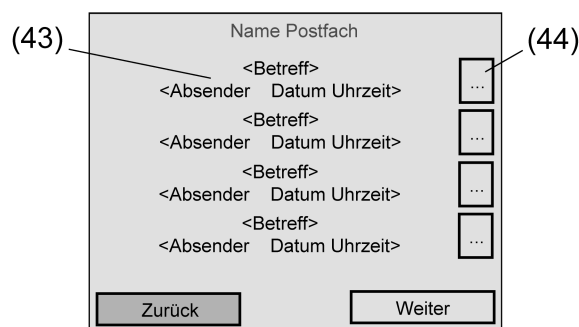 Name Postfach
(43)
(44)
<Betreff>
<Absender Datum Uhrzeit>
...
<Betreff>
<Absender Datum Uhrzeit>
...
<Betreff>
<Absender Datum Uhrzeit>
...
<Betreff>
<Absender Datum Uhrzeit>
...
Zurück
Weiter